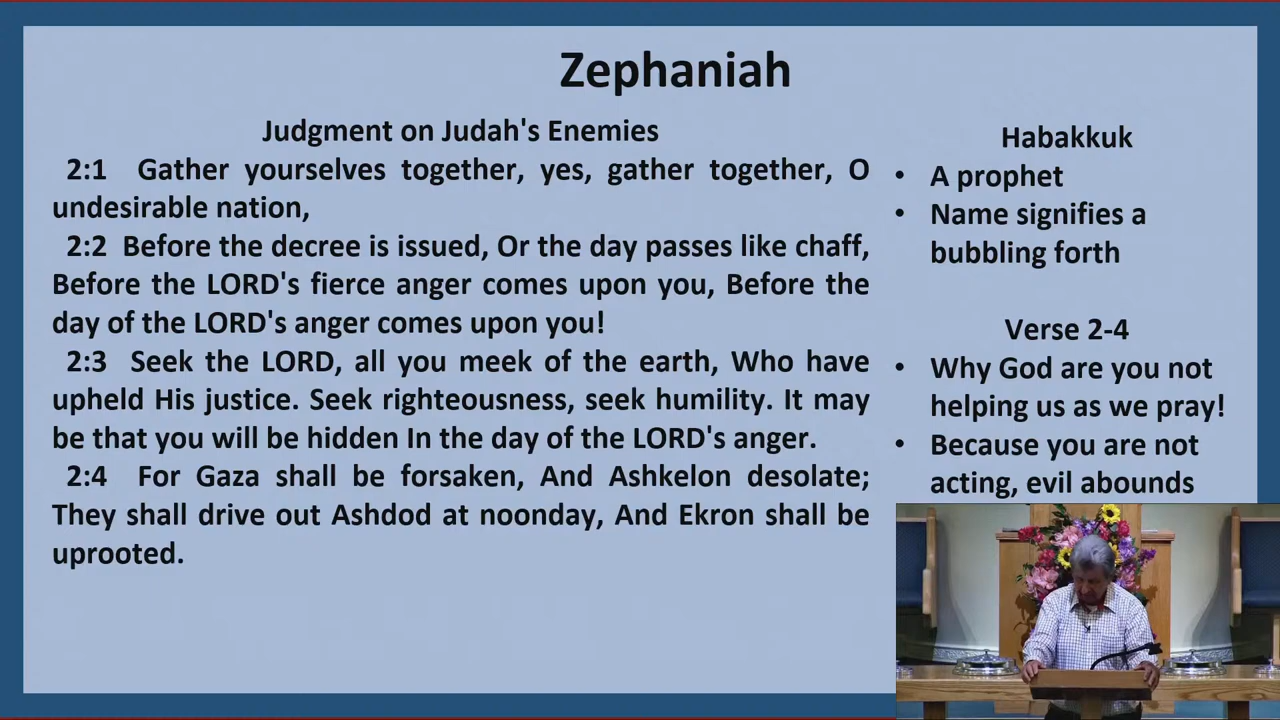 Zephaniah
Judgment on Judah's Enemies
2:1 Gather yourselves together, yes, gather together, O
undesirable nation,
2:2 Before the decree is issued, Or the day passes like chaff,
Before the LORD's fierce anger comes upon you, Before the
day of the LORD's anger comes upon you!
2:3 Seek the LORD, all you meek of the earth, Who have
upheld His justice. Seek righteousness, seek humility. It may
be that you will be hidden In the day of the LORD's anger.
2:4 For Gaza shall be forsaken, And Ashkelon desolate;
They shall drive out Ashdod at noonday, And Ekron shall be
uprooted.
Habakkuk
• A prophet
• Name signifies a
bubbling forth
Verse 2-4
• Why God are you not
helping us as we pray!
• Because you are not
acting, evil abounds